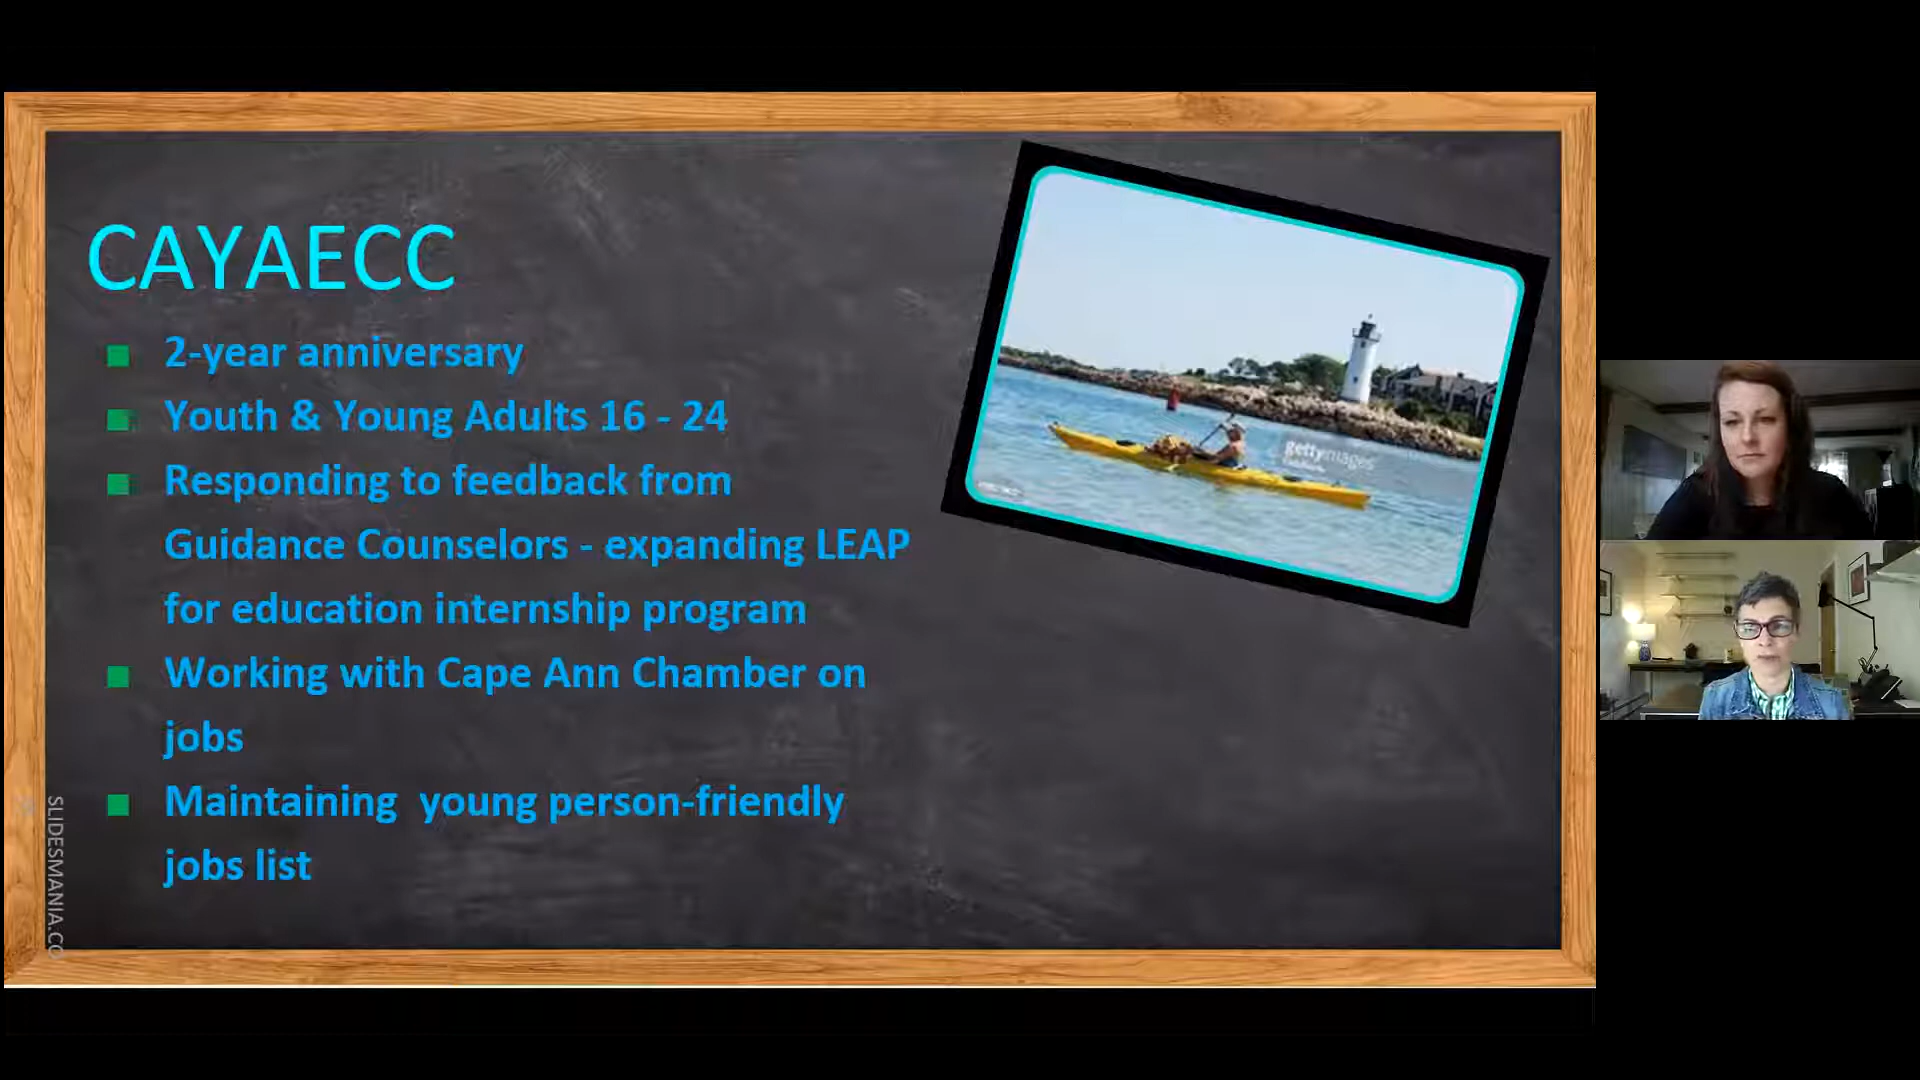 CAYAECC
2-year anniversary
Youth & Young Adults 16 - 24
Responding to feedback from
Guidance Counselors - expanding LEAP
for education internship program
Working with Cape Ann Chamber on
jobs
Maintaining  young person-friendly
jobs list
gettyimages
SLIDESMANIA.CO